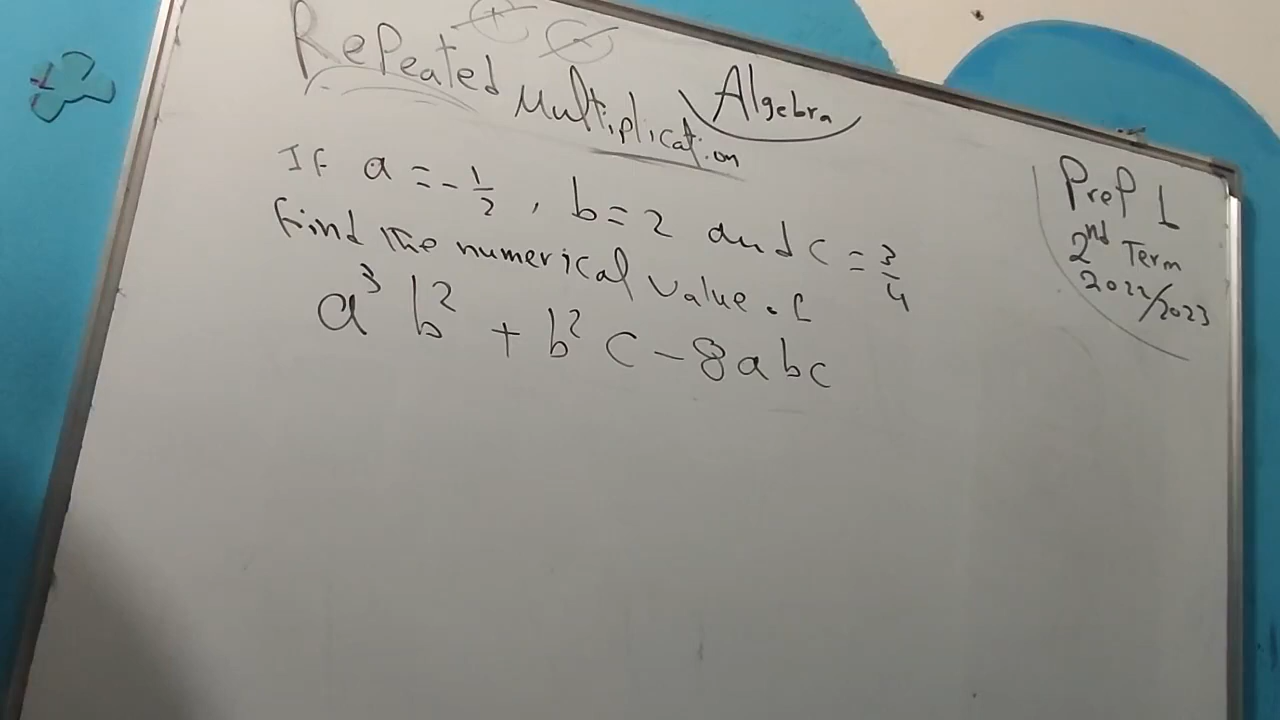 Repeated Multiplication
Algebra
If a = -1/2, b = 2 and c = 3/4
find the numerical value of
a³ b² + b² c - 8abc
Prep 1
2nd Term
2022/2023